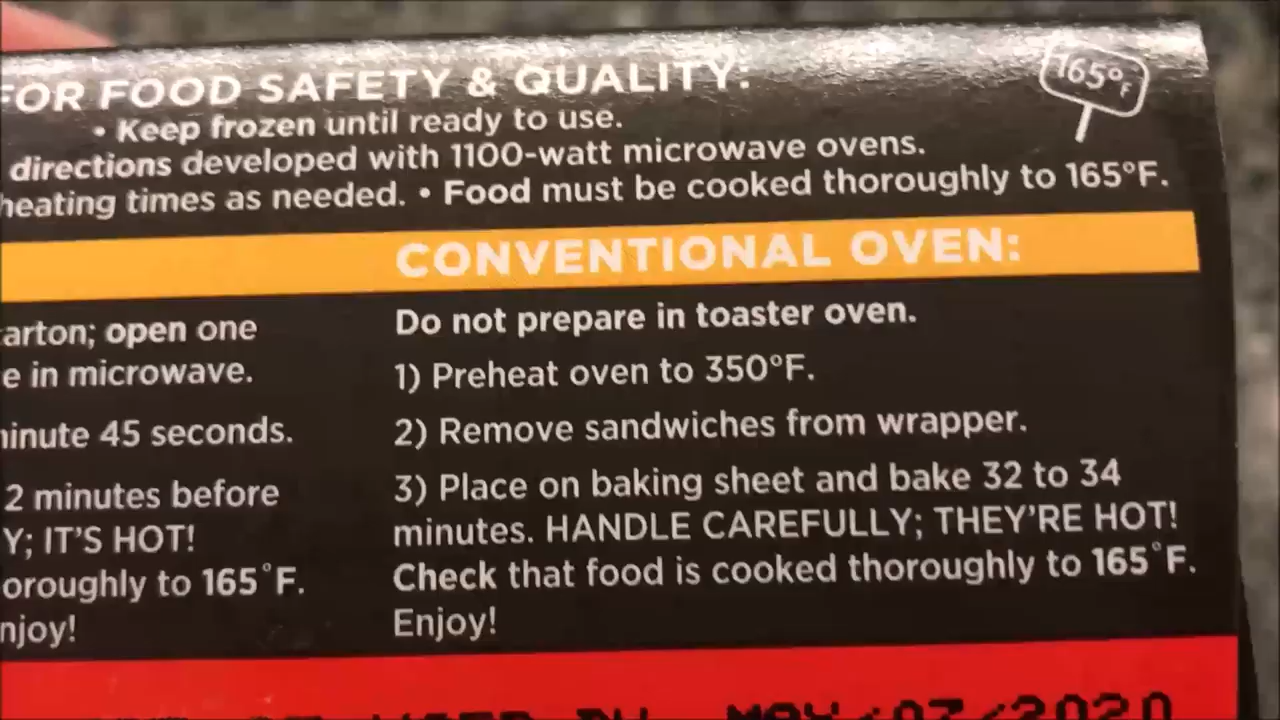 FOR FOOD SAFETY & QUALITY:
165°F
• Keep frozen until ready to use.
directions developed with 1100-watt microwave ovens.
heating times as needed. • Food must be cooked thoroughly to 165°F.
CONVENTIONAL OVEN:
arton; open one
e in microwave.
inute 45 seconds.
2 minutes before
Y; IT'S HOT!
oroughly to 165°F.
njoy!
Do not prepare in toaster oven.
1) Preheat oven to 350°F.
2) Remove sandwiches from wrapper.
3) Place on baking sheet and bake 32 to 34
minutes. HANDLE CAREFULLY; THEY'RE HOT!
Check that food is cooked thoroughly to 165°F.
Enjoy!
MAY/07/2020